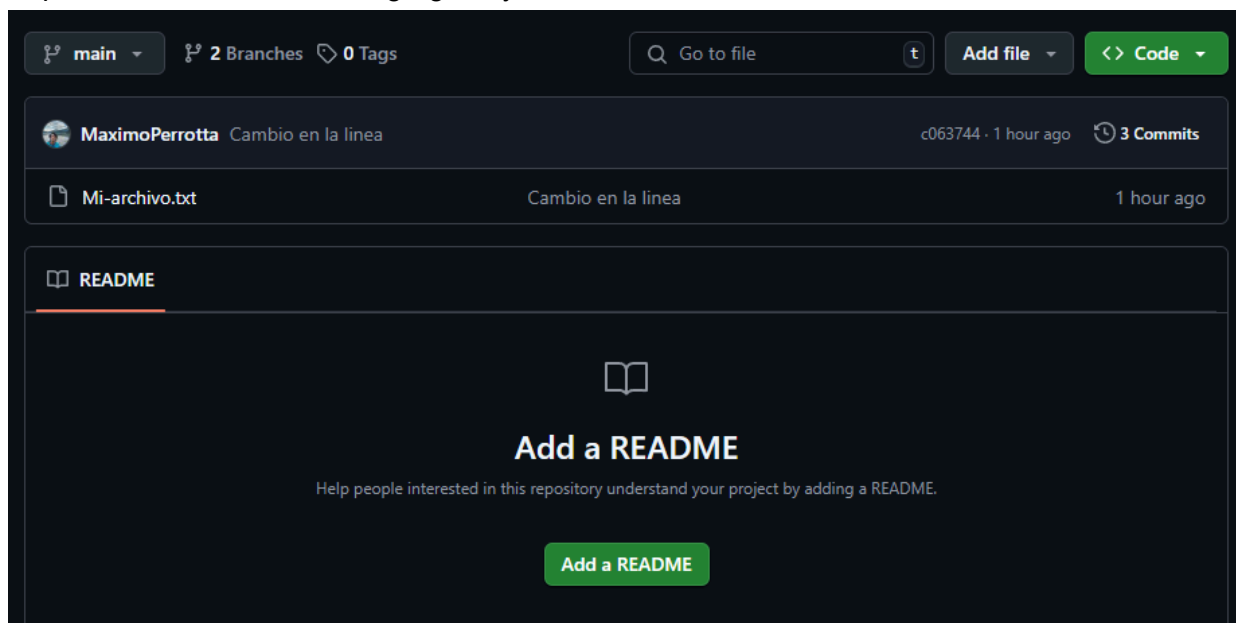 main 2 Branches 0 Tags Go to file t Add file <> Code
MaximoPerrotta Cambio en la linea c063744 · 1 hour ago 3 Commits
Mi-archivo.txt Cambio en la linea 1 hour ago
README
Add a README
Help people interested in this repository understand your project by adding a README.
Add a README